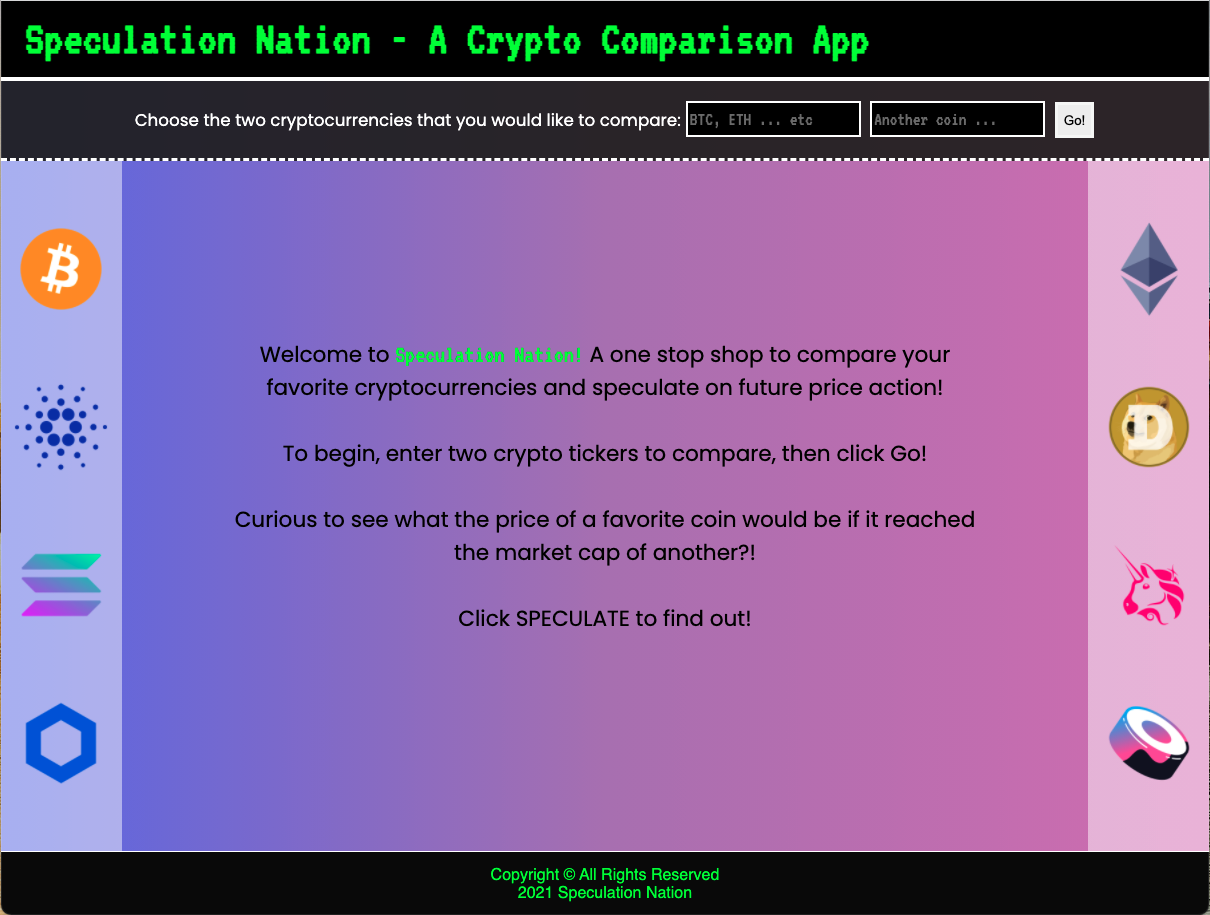 Speculation Nation - A Crypto Comparison App
Choose the two cryptocurrencies that you would like to compare: BTC, ETH ... etc Another coin ... Go!
Welcome to Speculation Nation! A one stop shop to compare your
favorite cryptocurrencies and speculate on future price action!
To begin, enter two crypto tickers to compare, then click Go!
Curious to see what the price of a favorite coin would be if it reached
the market cap of another?!
Click SPECULATE to find out!
Copyright © All Rights Reserved
2021 Speculation Nation